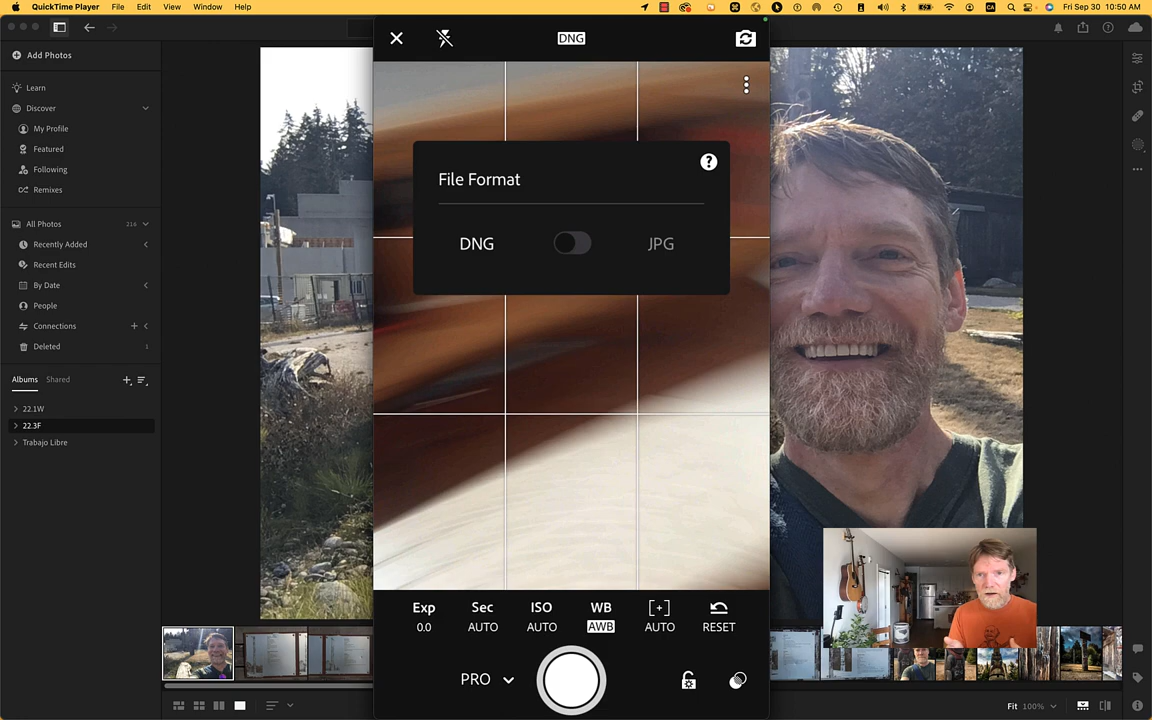 QuickTime Player File Edit View Window Help
CA Fri Sep 30 10:50 AM
Add Photos
Learn
Discover
My Profile
Featured
Following
Remixes
All Photos 216
Recently Added
Recent Edits
By Date
People
Connections
Deleted 1
Albums Shared
22.1W
22.3F
Trabajo Libre
DNG
File Format ?
DNG JPG
Exp Sec ISO WB [+]
0.0 AUTO AUTO AWB AUTO RESET
PRO
Fit 100%